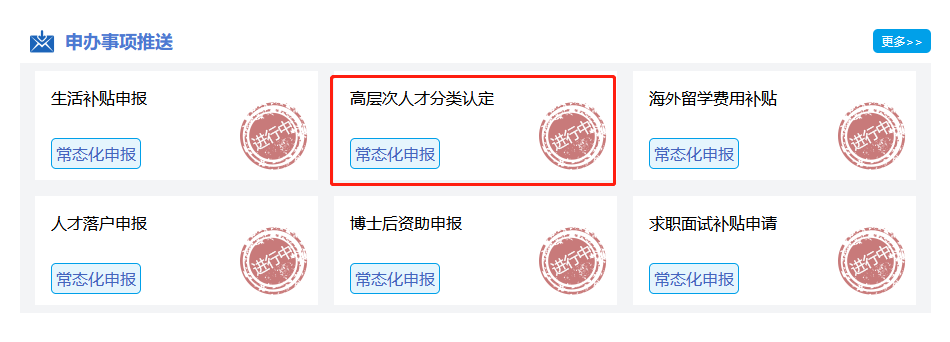 申办事项推送
更多>>
生活补贴申报
进行中
常态化申报
高层次人才分类认定
进行中
常态化申报
海外留学费用补贴
进行中
常态化申报
人才落户申报
进行中
常态化申报
博士后资助申报
进行中
常态化申报
求职面试补贴申请
进行中
常态化申报